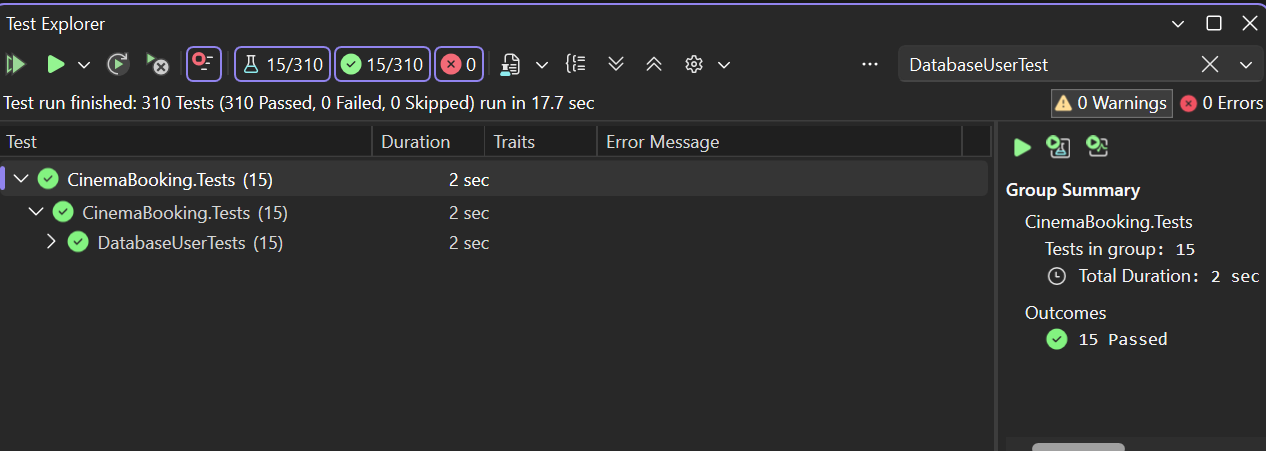 Test Explorer
15/310 15/310 0 DatabaseUserTest
Test run finished: 310 Tests (310 Passed, 0 Failed, 0 Skipped) run in 17.7 sec
0 Warnings 0 Errors
Test Duration Traits Error Message
CinemaBooking.Tests (15) 2 sec
CinemaBooking.Tests (15) 2 sec
DatabaseUserTests (15) 2 sec
Group Summary
CinemaBooking.Tests
Tests in group: 15
Total Duration: 2 sec
Outcomes
15 Passed